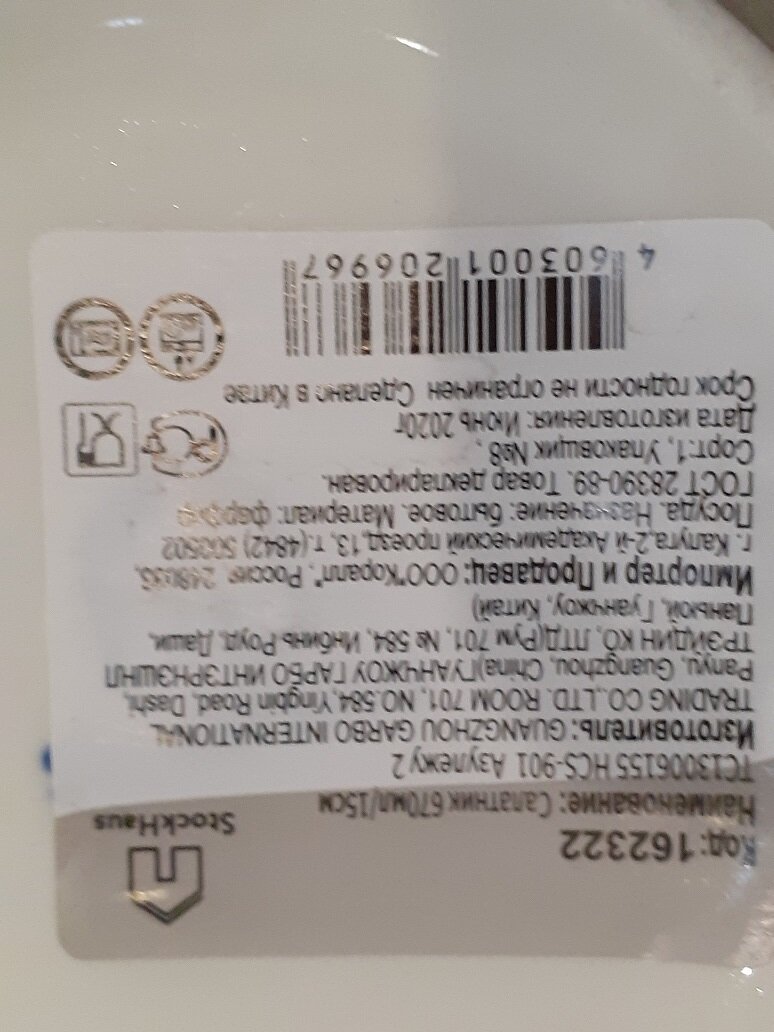 StockHaus
Код: 162322
Наименование: Салатник 670мл/15см
TC13006155 HCS-901 Азулежу 2
Изготовитель: GUANGZHOU GARBO INTERNATIONAL
TRADING CO.,LTD. ROOM 701, NO.584,Yingbin Road, Dashi,
Panyu, Guangzhou, China)ГУАНЧЖОУ ГАРБО ИНТЭРНЭШНЛ
ТРЭЙДИН КО, ЛТД(Рум 701, № 584, Инбинь Роуд, Даши,
Паньюй, Гуанчжоу, Китай)
Импортер и Продавец: ООО"Коралл", Россия,
г. Калуга,2-й Академический проезд,13, т.(4842)
Посуда. Назначение: бытовое. Материал: фарфор
ГОСТ 28390-89. Товар декларирован.
Сорт:1, Упаковщик №8
Дата изготовления: Июнь 2020г
Срок годности не ограничен Сделано в Китае
4 603001 206967